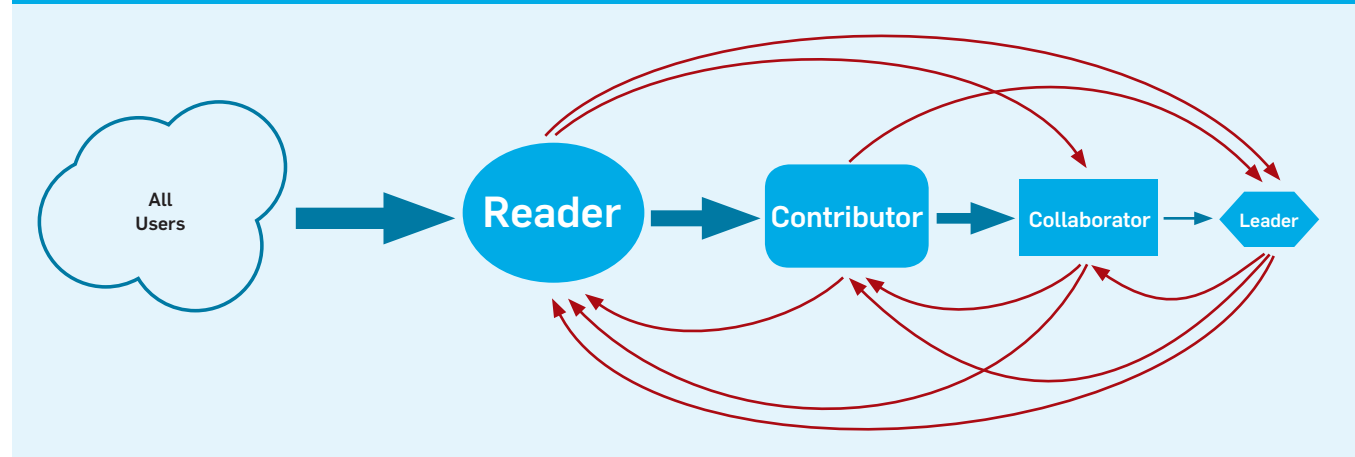 All
Users
Reader
Contributor
Collaborator
Leader